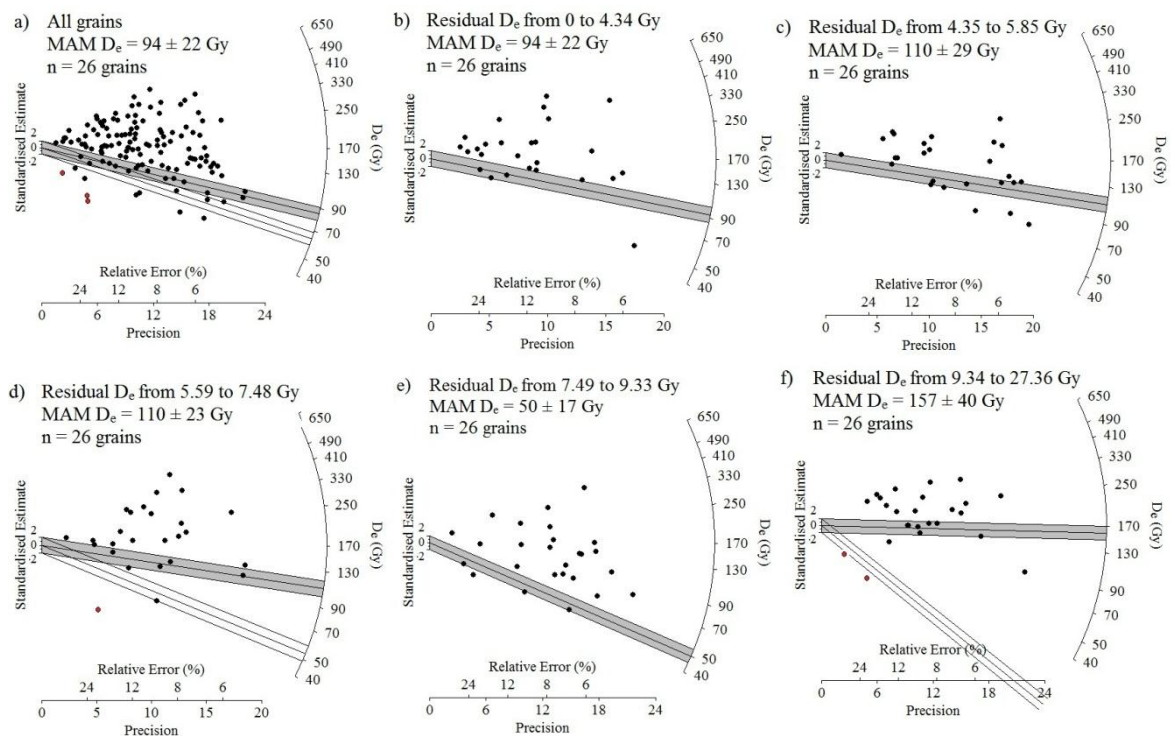 a) All grains
MAM De = 94 ± 22 Gy
n = 26 grains
Standardised Estimate
2
0
-2
650
490
410
330
250
170
130
90
70
50
40
De (Gy)
Relative Error (%)
24 12 8 6
0 6 12 18 24
Precision
b) Residual De from 0 to 4.34 Gy
MAM De = 94 ± 22 Gy
n = 26 grains
Standardised Estimate
2
0
-2
650
490
410
330
250
170
130
90
70
50
40
De (Gy)
Relative Error (%)
24 12 8 6
0 5 10 15 20
Precision
c) Residual De from 4.35 to 5.85 Gy
MAM De = 110 ± 29 Gy
n = 26 grains
Standardised Estimate
2
0
-2
650
490
410
330
250
170
130
90
70
50
40
De (Gy)
Relative Error (%)
24 12 8 6
0 5 10 15 20
Precision
d) Residual De from 5.59 to 7.48 Gy
MAM De = 110 ± 23 Gy
n = 26 grains
Standardised Estimate
2
0
-2
650
490
410
330
250
170
130
90
70
50
40
De (Gy)
Relative Error (%)
24 12 8 6
0 5 10 15 20
Precision
e) Residual De from 7.49 to 9.33 Gy
MAM De = 50 ± 17 Gy
n = 26 grains
Standardised Estimate
2
0
-2
650
490
410
330
250
170
130
90
70
50
40
De (Gy)
Relative Error (%)
24 12 8 6
0 6 12 18 24
Precision
f) Residual De from 9.34 to 27.36 Gy
MAM De = 157 ± 40 Gy
n = 26 grains
Standardised Estimate
2
0
-2
650
490
410
330
250
170
130
90
70
50
40
De (Gy)
Relative Error (%)
24 12 8 6
0 6 12 18 24
Precision